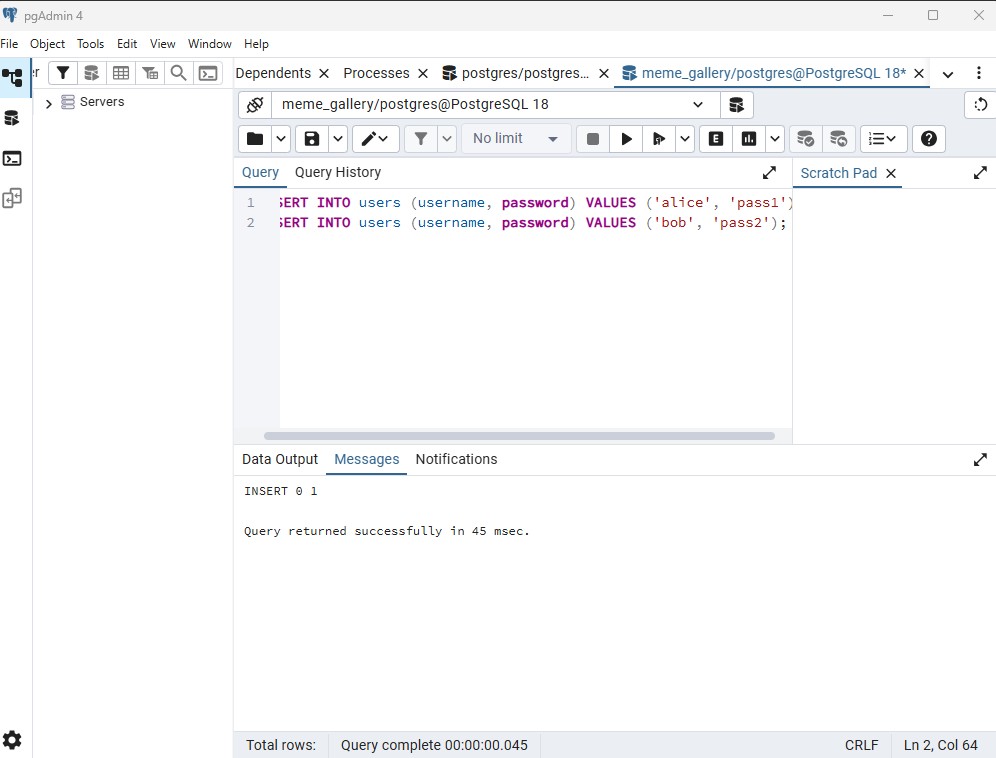 pgAdmin 4
File Object Tools Edit View Window Help
Dependents Processes postgres/postgres... meme_gallery/postgres@PostgreSQL 18*
Servers
meme_gallery/postgres@PostgreSQL 18
No limit E
Query Query History Scratch Pad
1 SERT INTO users (username, password) VALUES ('alice', 'pass1')
2 SERT INTO users (username, password) VALUES ('bob', 'pass2');
Data Output Messages Notifications
INSERT 0 1
Query returned successfully in 45 msec.
Total rows: Query complete 00:00:00.045 CRLF Ln 2, Col 64